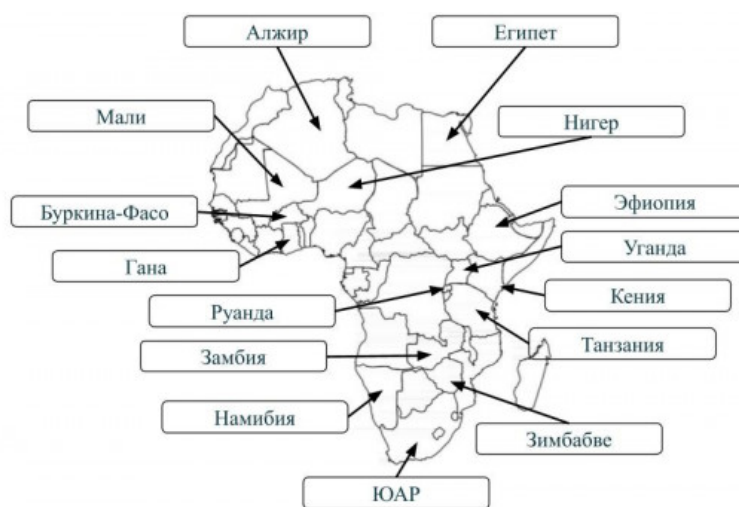 Алжир
Египет
Мали
Нигер
Буркина-Фасо
Эфиопия
Уганда
Гана
Кения
Руанда
Танзания
Замбия
Намибия
Зимбабве
ЮАР